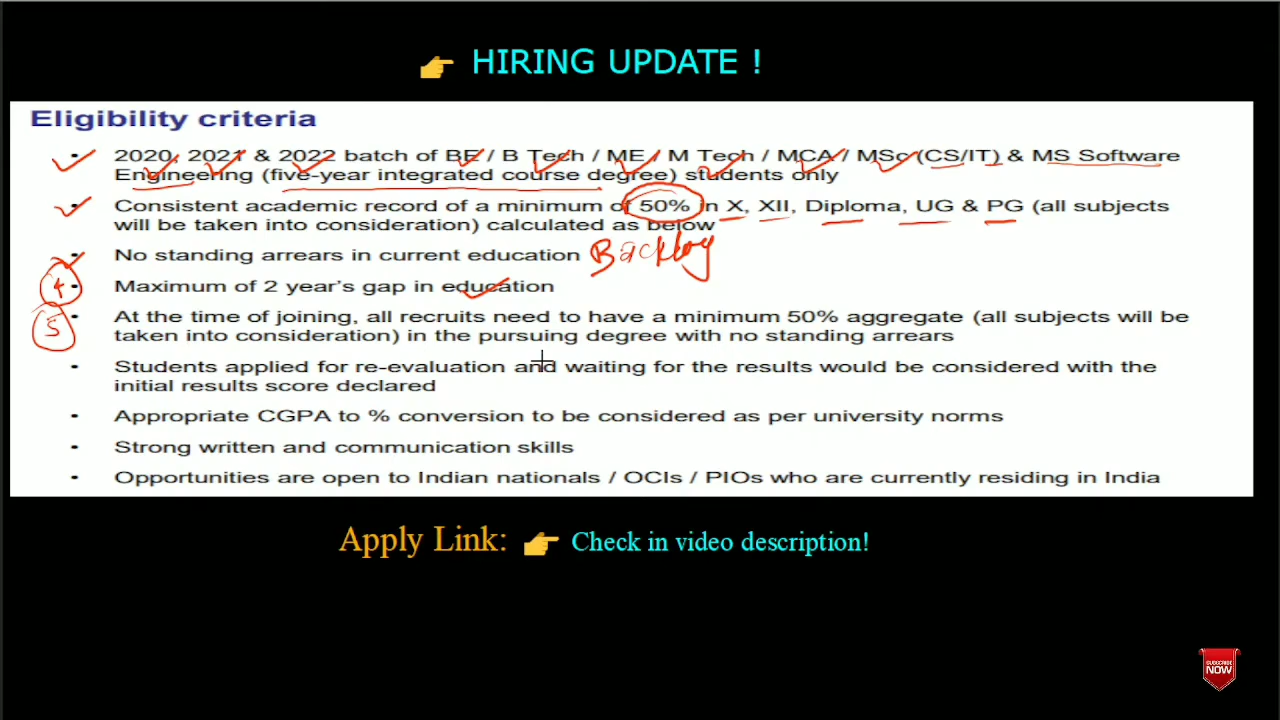 HIRING UPDATE !
Eligibility criteria
• 2020, 2021 & 2022 batch of BE / B Tech / ME / M Tech / MCA / MSc (CS/IT) & MS Software
Engineering (five-year integrated course degree) students only
• Consistent academic record of a minimum of 50% in X, XII, Diploma, UG & PG (all subjects
will be taken into consideration) calculated as below
• No standing arrears in current education Backlog
4 Maximum of 2 year's gap in education
5 • At the time of joining, all recruits need to have a minimum 50% aggregate (all subjects will be
taken into consideration) in the pursuing degree with no standing arrears
• Students applied for re-evaluation and waiting for the results would be considered with the
initial results score declared
• Appropriate CGPA to % conversion to be considered as per university norms
• Strong written and communication skills
• Opportunities are open to Indian nationals / OCIs / PIOs who are currently residing in India
Apply Link: Check in video description!
SUBSCRIBE
NOW